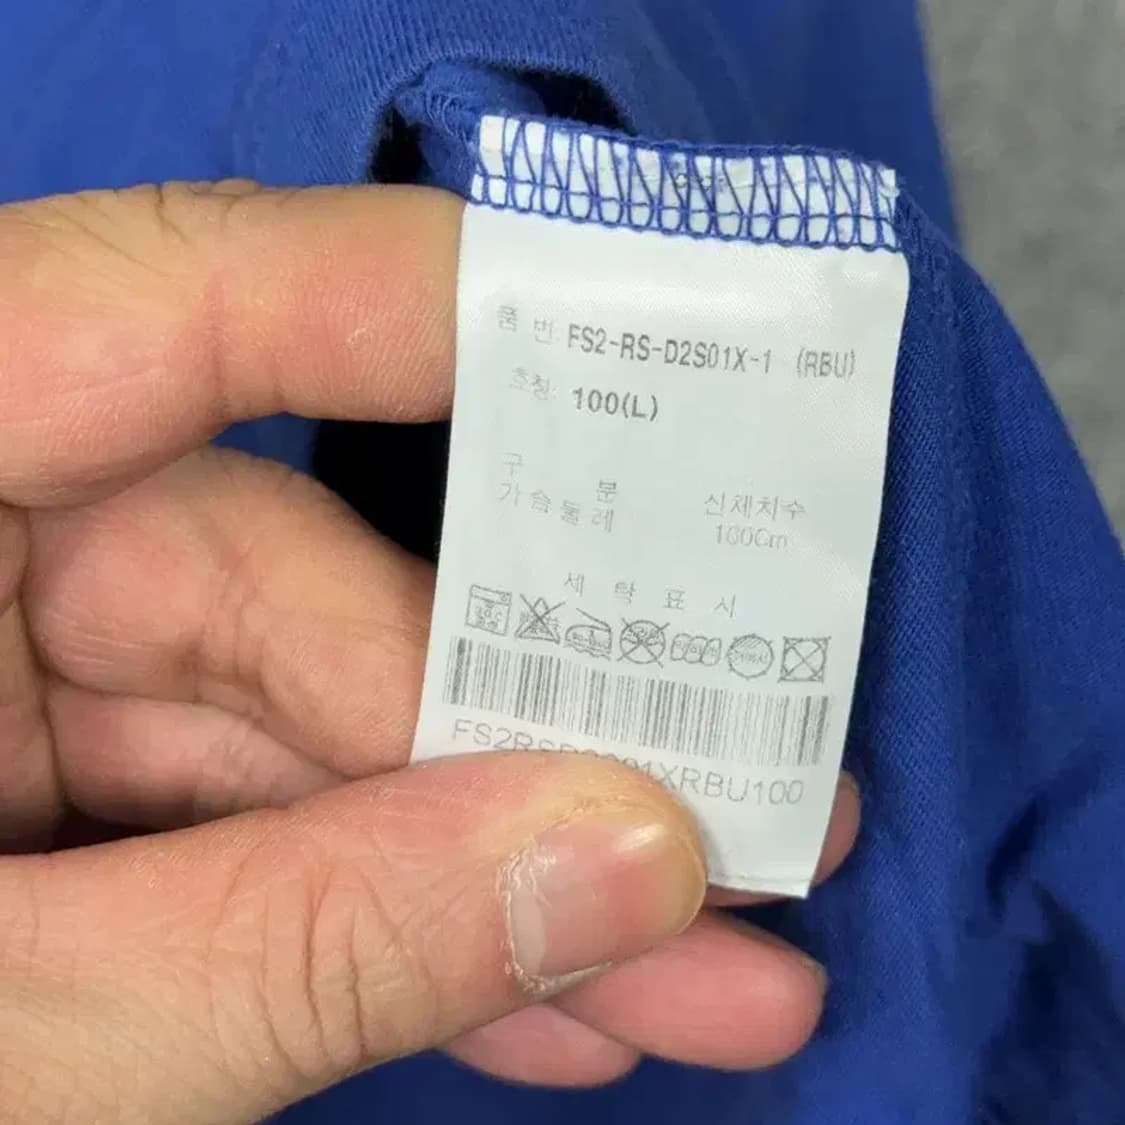 품 번: FS2-RS-D2S01X-1 (RBU)
호칭: 100(L)
구 분 신체치수
가슴둘레 100Cm
세 탁 표 시
XRBU100